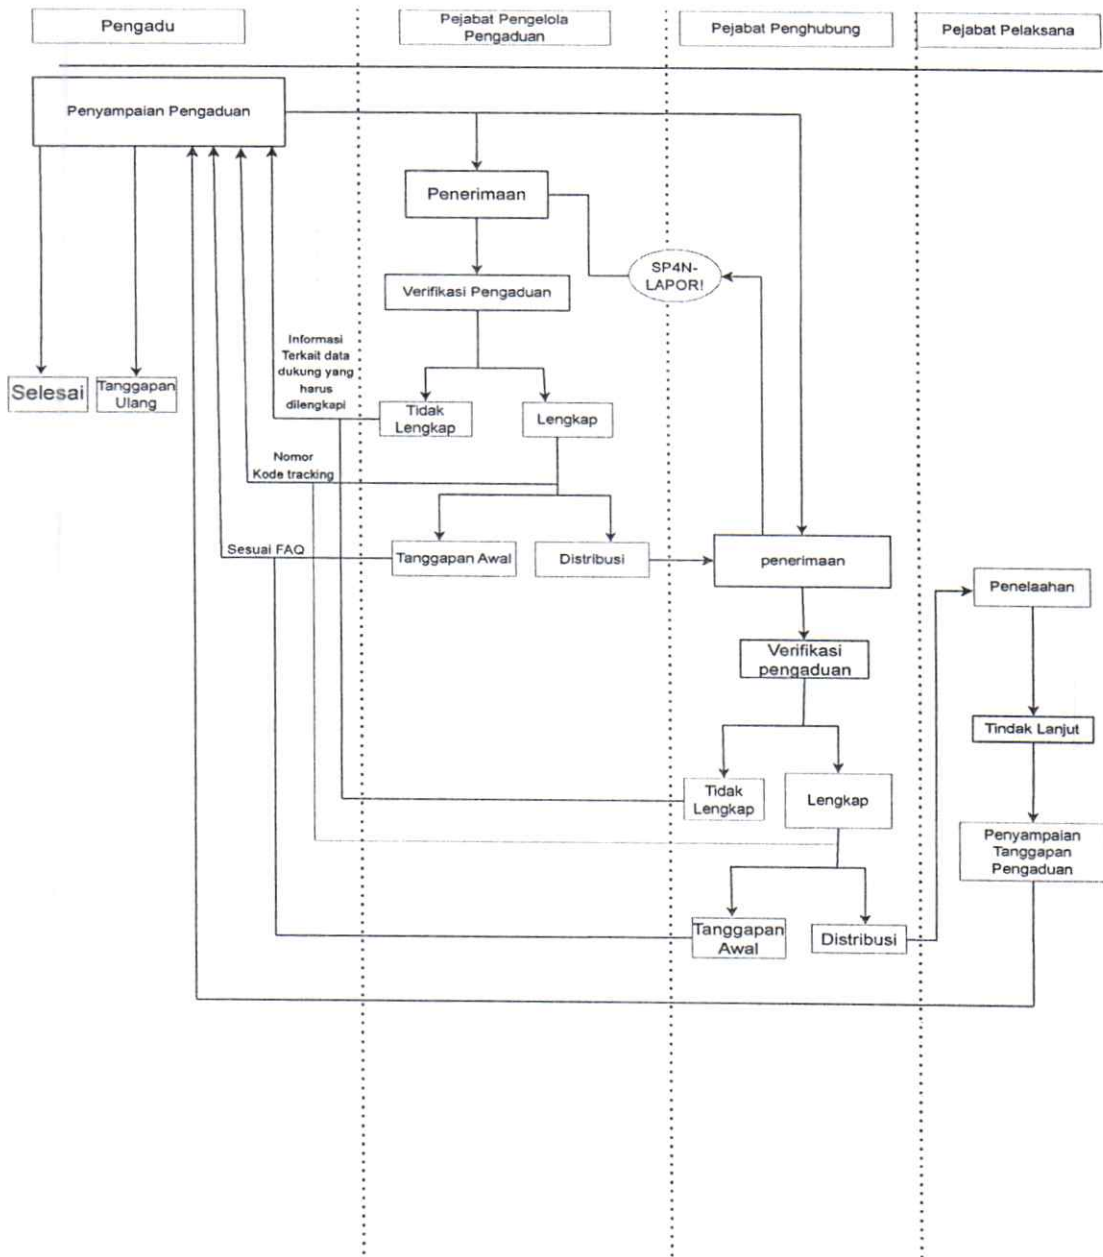 Pengadu
Pejabat Pengelola
Pengaduan
Pejabat Penghubung
Pejabat Pelaksana
Penyampaian Pengaduan
Penerimaan
SP4N-
LAPOR!
Verifikasi Pengaduan
Informasi
Terkait data
dukung yang
harus
dilengkapi
Selesai
Tanggapan
Ulang
Tidak
Lengkap
Lengkap
Nomor
Kode tracking
Sesuai FAQ
Tanggapan Awal
Distribusi
penerimaan
Penelaahan
Verifikasi
pengaduan
Tindak Lanjut
Tidak
Lengkap
Lengkap
Penyampaian
Tanggapan
Pengaduan
Tanggapan
Awal
Distribusi